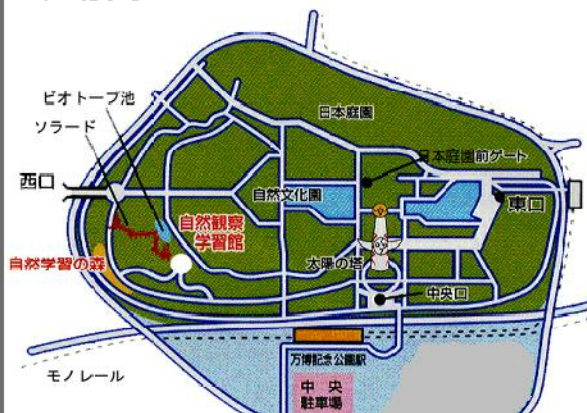 ビオトープ池
ソラード
日本庭園
日本庭園前ゲート
西口
自然文化園
東口
自然観察
学習館
自然学習の森
太陽の塔
中央口
万博記念公園駅
モノレール
中央
駐車場